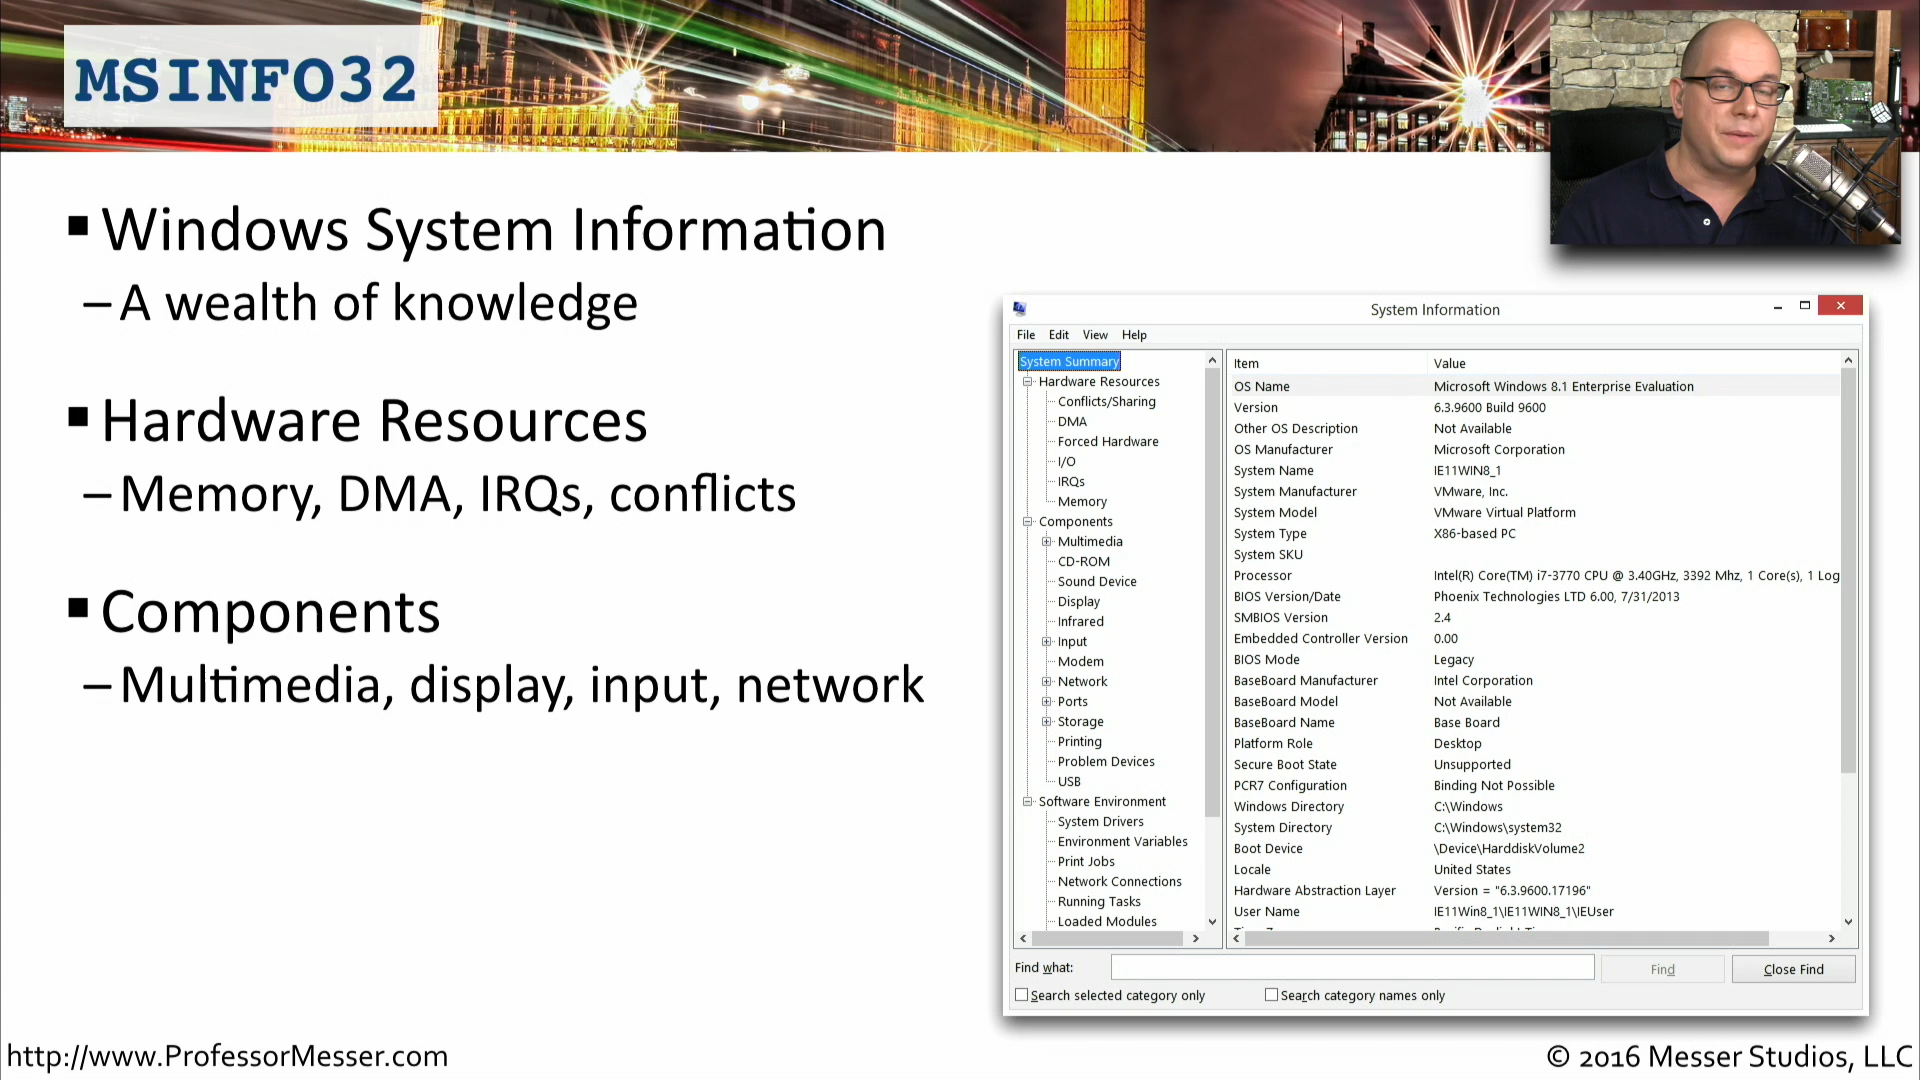 MSINFO32
▪ Windows System Information
– A wealth of knowledge
▪ Hardware Resources
– Memory, DMA, IRQs, conflicts
▪ Components
– Multimedia, display, input, network
System Information
File Edit View Help
System Summary
Hardware Resources
Conflicts/Sharing
DMA
Forced Hardware
I/O
IRQs
Memory
Components
Multimedia
CD-ROM
Sound Device
Display
Infrared
Input
Modem
Network
Ports
Storage
Printing
Problem Devices
USB
Software Environment
System Drivers
Environment Variables
Print Jobs
Network Connections
Running Tasks
Loaded Modules
Item Value
OS Name Microsoft Windows 8.1 Enterprise Evaluation
Version 6.3.9600 Build 9600
Other OS Description Not Available
OS Manufacturer Microsoft Corporation
System Name IE11WIN8_1
System Manufacturer VMware, Inc.
System Model VMware Virtual Platform
System Type X86-based PC
System SKU
Processor Intel(R) Core(TM) i7-3770 CPU @ 3.40GHz, 3392 Mhz, 1 Core(s), 1 Log
BIOS Version/Date Phoenix Technologies LTD 6.00, 7/31/2013
SMBIOS Version 2.4
Embedded Controller Version 0.00
BIOS Mode Legacy
BaseBoard Manufacturer Intel Corporation
BaseBoard Model Not Available
BaseBoard Name Base Board
Platform Role Desktop
Secure Boot State Unsupported
PCR7 Configuration Binding Not Possible
Windows Directory C:\Windows
System Directory C:\Windows\system32
Boot Device \Device\HarddiskVolume2
Locale United States
Hardware Abstraction Layer Version = "6.3.9600.17196"
User Name IE11Win8_1\IE11WIN8_1\IEUser
Find what: Find Close Find
Search selected category only Search category names only
http://www.ProfessorMesser.com
© 2016 Messer Studios, LLC